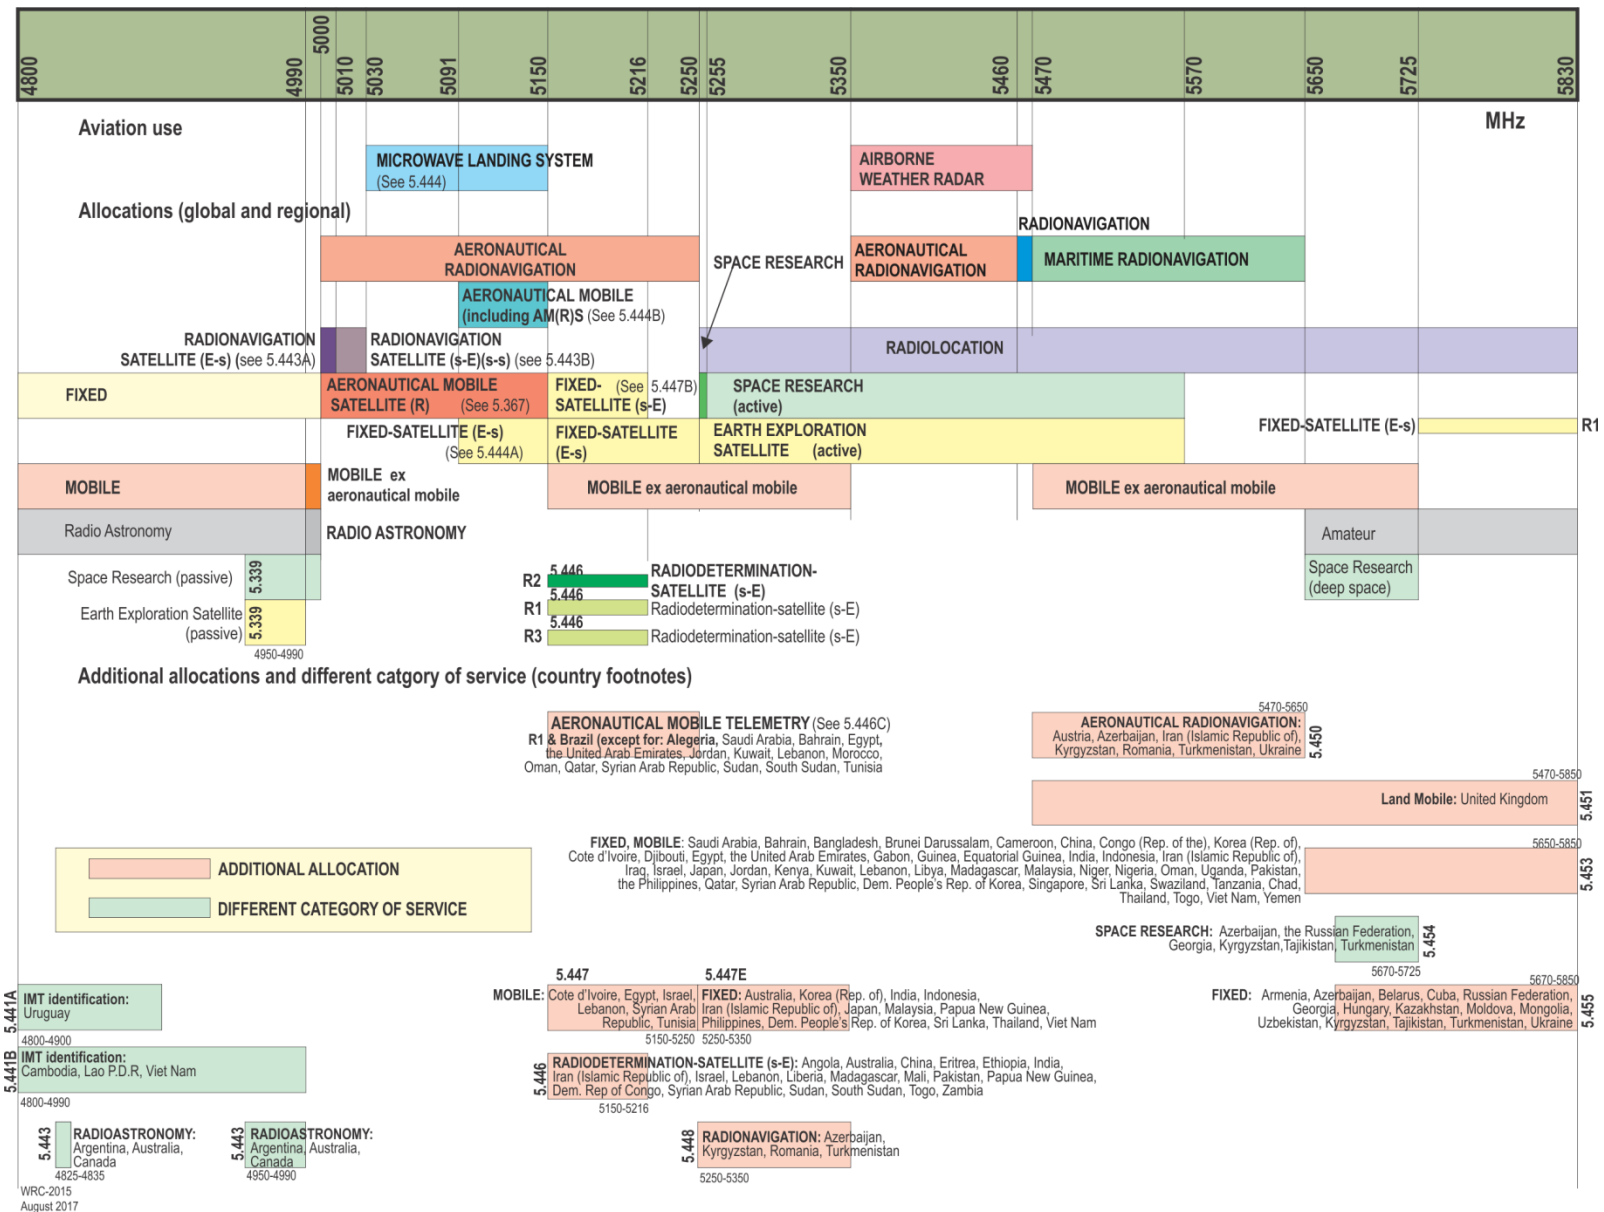 4800
4990
5000
5010
5030
5091
5150
5216
5250
5255
5350
5460
5470
5570
5650
5725
5830
Aviation use
MHz
MICROWAVE LANDING SYSTEM
(See 5.444)
AIRBORNE
WEATHER RADAR
Allocations (global and regional)
RADIONAVIGATION
AERONAUTICAL
RADIONAVIGATION
SPACE RESEARCH
AERONAUTICAL
RADIONAVIGATION
MARITIME RADIONAVIGATION
AERONAUTICAL MOBILE
(including AM(R)S (See 5.444B)
RADIONAVIGATION
SATELLITE (E-s) (see 5.443A)
RADIONAVIGATION
SATELLITE (s-E)(s-s) (see 5.443B)
RADIOLOCATION
FIXED
AERONAUTICAL MOBILE
SATELLITE (R) (See 5.367)
FIXED- (See 5.447B)
SATELLITE (s-E)
SPACE RESEARCH
(active)
FIXED-SATELLITE (E-s)
(See 5.444A)
FIXED-SATELLITE
(E-s)
EARTH EXPLORATION
SATELLITE (active)
FIXED-SATELLITE (E-s)
R1
MOBILE
MOBILE ex
aeronautical mobile
MOBILE ex aeronautical mobile
MOBILE ex aeronautical mobile
Radio Astronomy
RADIO ASTRONOMY
Amateur
Space Research (passive)
5.339
R2
5.446
RADIODETERMINATION-
SATELLITE (s-E)
Space Research
(deep space)
Earth Exploration Satellite
(passive)
5.339
4950-4990
R1
5.446
Radiodetermination-satellite (s-E)
R3
5.446
Radiodetermination-satellite (s-E)
Additional allocations and different catgory of service (country footnotes)
AERONAUTICAL MOBILE TELEMETRY (See 5.446C)
R1 & Brazil (except for: Alegeria, Saudi Arabia, Bahrain, Egypt,
the United Arab Emirates, Jordan, Kuwait, Lebanon, Morocco,
Oman, Qatar, Syrian Arab Republic, Sudan, South Sudan, Tunisia
5470-5650
AERONAUTICAL RADIONAVIGATION:
Austria, Azerbaijan, Iran (Islamic Republic of),
Kyrgyzstan, Romania, Turkmenistan, Ukraine
5.450
5470-5850
Land Mobile: United Kingdom
5.451
FIXED, MOBILE: Saudi Arabia, Bahrain, Bangladesh, Brunei Darussalam, Cameroon, China, Congo (Rep. of the), Korea (Rep. of),
Cote d'Ivoire, Djibouti, Egypt, the United Arab Emirates, Gabon, Guinea, Equatorial Guinea, India, Indonesia, Iran (Islamic Republic of),
Iraq, Israel, Japan, Jordan, Kenya, Kuwait, Lebanon, Libya, Madagascar, Malaysia, Niger, Nigeria, Oman, Uganda, Pakistan,
the Philippines, Qatar, Syrian Arab Republic, Dem. People's Rep. of Korea, Singapore, Sri Lanka, Swaziland, Tanzania, Chad,
Thailand, Togo, Viet Nam, Yemen
5650-5850
5.453
ADDITIONAL ALLOCATION
DIFFERENT CATEGORY OF SERVICE
SPACE RESEARCH: Azerbaijan, the Russian Federation,
Georgia, Kyrgyzstan,Tajikistan, Turkmenistan
5.454
5670-5725
5.441A
IMT identification:
Uruguay
4800-4900
5.447
MOBILE: Cote d'Ivoire, Egypt, Israel,
Lebanon, Syrian Arab
Republic, Tunisia
5150-5250
5.447E
FIXED: Australia, Korea (Rep. of), India, Indonesia,
Iran (Islamic Republic of), Japan, Malaysia, Papua New Guinea,
Philippines, Dem. People's Rep. of Korea, Sri Lanka, Thailand, Viet Nam
5250-5350
5670-5850
FIXED: Armenia, Azerbaijan, Belarus, Cuba, Russian Federation,
Georgia, Hungary, Kazakhstan, Moldova, Mongolia,
Uzbekistan, Kyrgyzstan, Tajikistan, Turkmenistan, Ukraine
5.455
5.441B
IMT identification:
Cambodia, Lao P.D.R, Viet Nam
4800-4990
5.446
RADIODETERMINATION-SATELLITE (s-E): Angola, Australia, China, Eritrea, Ethiopia, India,
Iran (Islamic Republic of), Israel, Lebanon, Liberia, Madagascar, Mali, Pakistan, Papua New Guinea,
Dem. Rep of Congo, Syrian Arab Republic, Sudan, South Sudan, Togo, Zambia
5150-5216
5.443
RADIOASTRONOMY:
Argentina, Australia,
Canada
4825-4835
5.443
RADIOASTRONOMY:
Argentina, Australia,
Canada
4950-4990
5.448
RADIONAVIGATION: Azerbaijan,
Kyrgyzstan, Romania, Turkmenistan
5250-5350
WRC-2015
August 2017